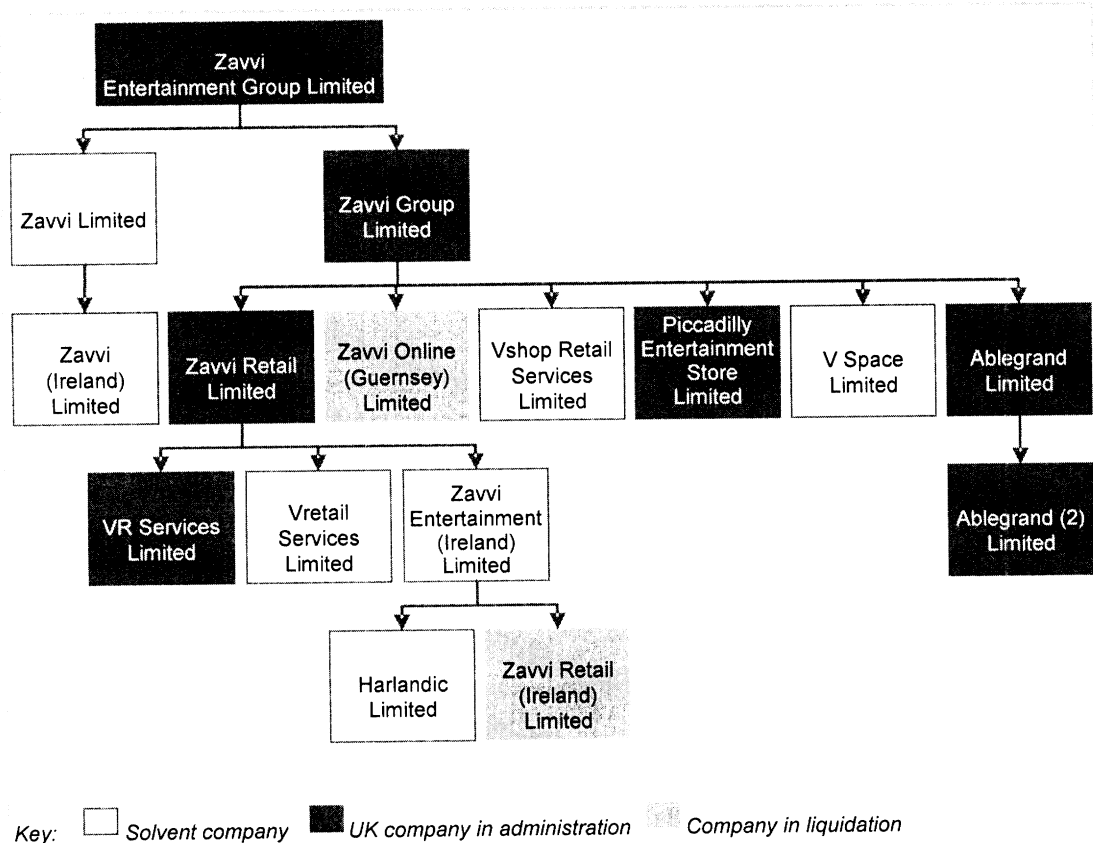 Zavvi
Entertainment Group Limited
Zavvi Limited
Zavvi Group
Limited
Zavvi
(Ireland)
Limited
Zavvi Retail
Limited
Zavvi Online
(Guernsey)
Limited
Vshop Retail
Services
Limited
Piccadilly
Entertainment
Store
Limited
V Space
Limited
Ablegrand
Limited
VR Services
Limited
Vretail
Services
Limited
Zavvi
Entertainment
(Ireland)
Limited
Ablegrand (2)
Limited
Harlandic
Limited
Zavvi Retail
(Ireland)
Limited
Key: Solvent company UK company in administration Company in liquidation